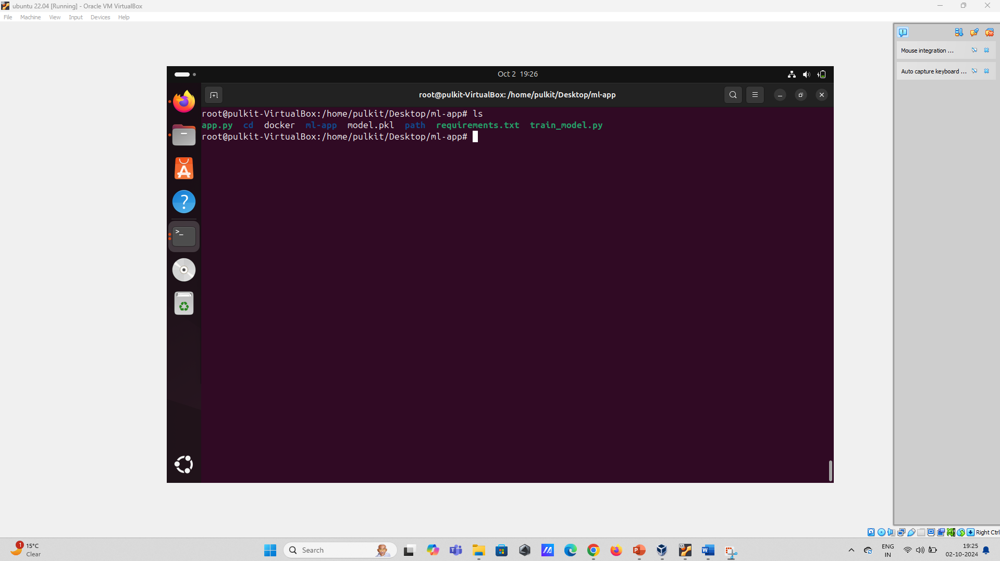 ubuntu 22.04 [Running] - Oracle VM VirtualBox
File Machine View Input Devices Help
Mouse integration ...
Auto capture keyboard ...
Oct 2 19:26
root@pulkit-VirtualBox: /home/pulkit/Desktop/ml-app
root@pulkit-VirtualBox:/home/pulkit/Desktop/ml-app# ls
app.py cd docker ml-app model.pkl path requirements.txt train_model.py
root@pulkit-VirtualBox:/home/pulkit/Desktop/ml-app#
Right Ctrl
1
15°C
Clear
Search
ENG
IN
19:25
02-10-2024